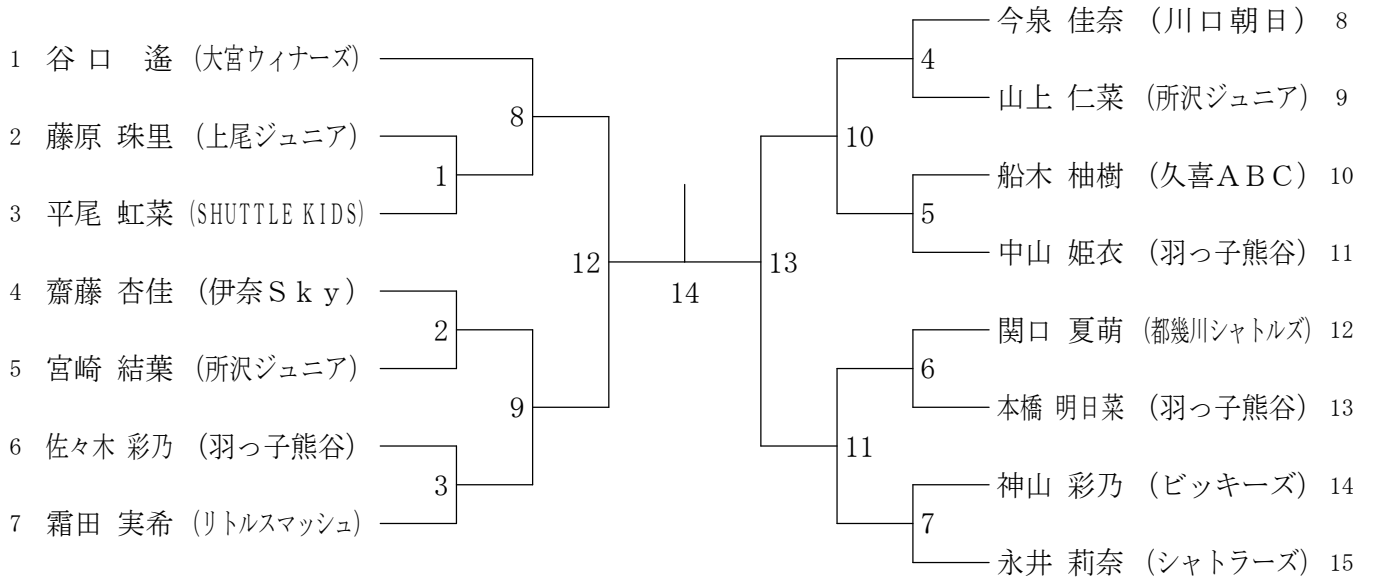 1 谷口 遙 (大宮ウィナーズ)
2 藤原 珠里 (上尾ジュニア)
3 平尾 虹菜 (SHUTTLE KIDS)
4 齋藤 杏佳 (伊奈Ｓｋｙ)
5 宮崎 結葉 (所沢ジュニア)
6 佐々木 彩乃 (羽っ子熊谷)
7 霜田 実希 (リトルスマッシュ)
8
1
2
9
3
12
14
13
4
10
5
6
11
7
今泉 佳奈 (川口朝日) 8
山上 仁菜 (所沢ジュニア) 9
船木 柚樹 (久喜ＡＢＣ) 10
中山 姫衣 (羽っ子熊谷) 11
関口 夏萌 (都幾川シャトルズ) 12
本橋 明日菜 (羽っ子熊谷) 13
神山 彩乃 (ビッキーズ) 14
永井 莉奈 (シャトラーズ) 15